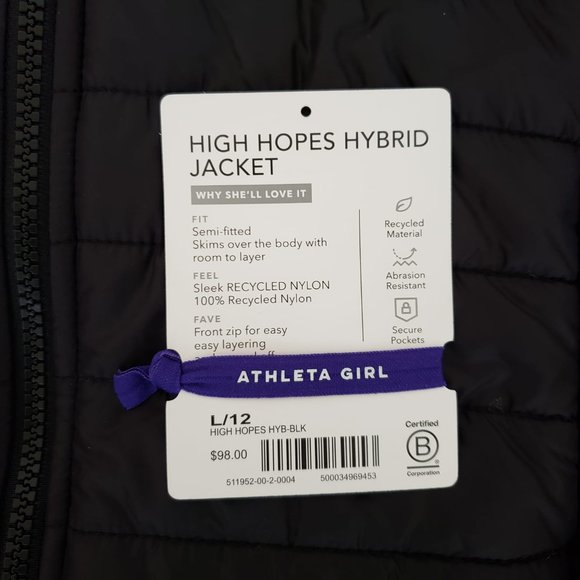 HIGH HOPES HYBRID
JACKET
WHY SHE'LL LOVE IT
FIT
Semi-fitted
Skims over the body with
room to layer
FEEL
Sleek RECYCLED NYLON
100% Recycled Nylon
FAVE
Front zip for easy
easy layering
Recycled
Material
Abrasion
Resistant
Secure
Pockets
ATHLETA GIRL
L/12
HIGH HOPES HYB-BLK
$98.00
511952-00-2-0004
500034969453
Certified
B
®
Corporation